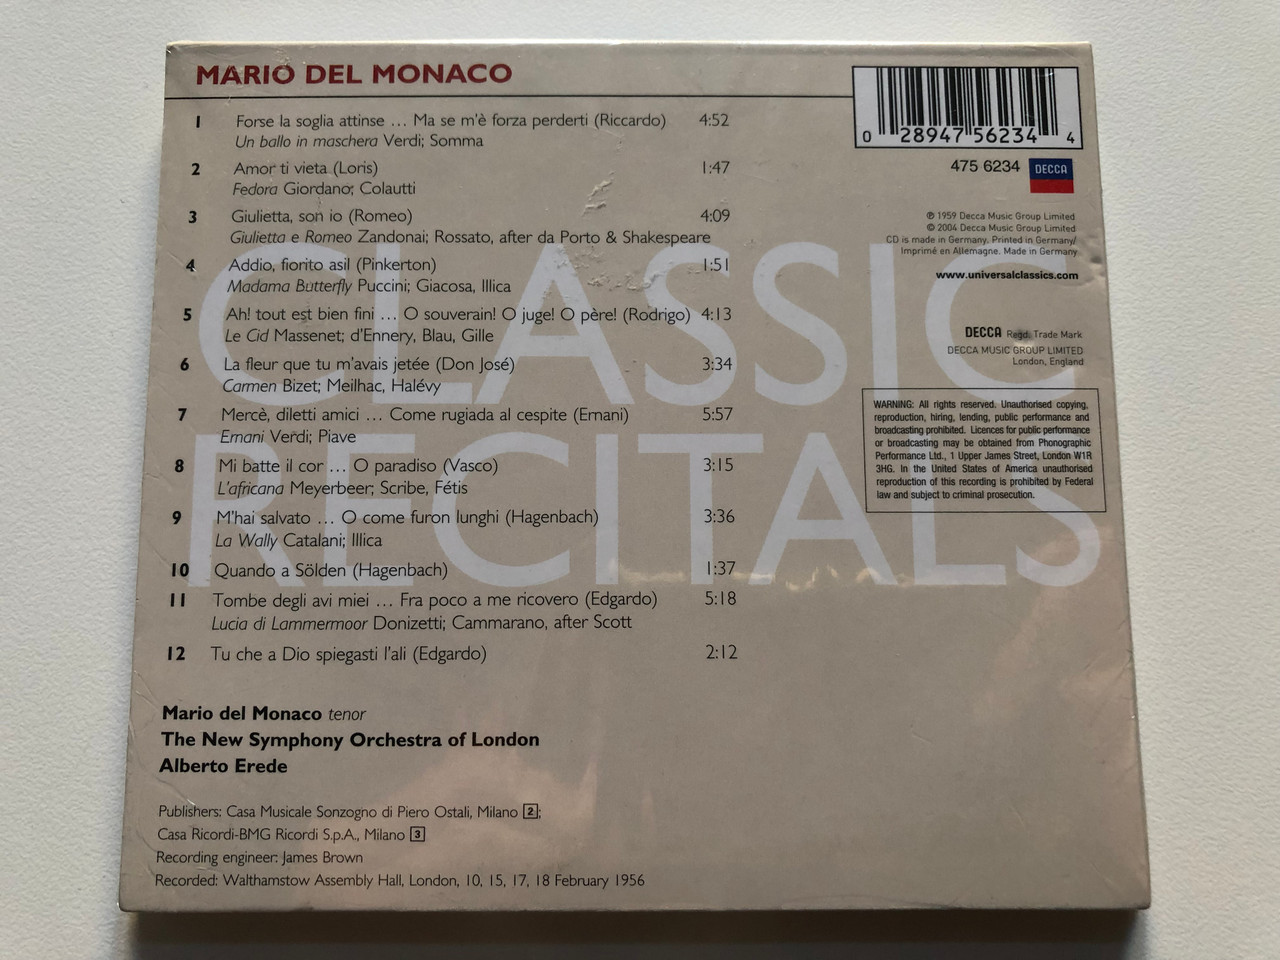 MARIO DEL MONACO
1 Forse la soglia attinse … Ma se m'è forza perderti (Riccardo) 4:52
Un ballo in maschera Verdi; Somma
2 Amor ti vieta (Loris) 1:47
Fedora Giordano; Colautti
3 Giulietta, son io (Romeo) 4:09
Giulietta e Romeo Zandonai; Rossato, after da Porto & Shakespeare
4 Addio, fiorito asil (Pinkerton) 1:51
Madama Butterfly Puccini; Giacosa, Illica
5 Ah! tout est bien fini … O souverain! O juge! O père! (Rodrigo) 4:13
Le Cid Massenet; d'Ennery, Blau, Gille
6 La fleur que tu m'avais jetée (Don José) 3:34
Carmen Bizet; Meilhac, Halévy
7 Mercè, diletti amici … Come rugiada al cespite (Ernani) 5:57
Ernani Verdi; Piave
8 Mi batte il cor … O paradiso (Vasco) 3:15
L'africana Meyerbeer; Scribe, Fétis
9 M'hai salvato … O come furon lunghi (Hagenbach) 3:36
La Wally Catalani; Illica
10 Quando a Sölden (Hagenbach) 1:37
11 Tombe degli avi miei … Fra poco a me ricovero (Edgardo) 5:18
Lucia di Lammermoor Donizetti; Cammarano, after Scott
12 Tu che a Dio spiegasti l'ali (Edgardo) 2:12
CLASSIC
RECITALS
Mario del Monaco tenor
The New Symphony Orchestra of London
Alberto Erede
Publishers: Casa Musicale Sonzogno di Piero Ostali, Milano 2;
Casa Ricordi-BMG Ricordi S.p.A., Milano 3
Recording engineer: James Brown
Recorded: Walthamstow Assembly Hall, London, 10, 15, 17, 18 February 1956
0 28947 56234 4
475 6234 DECCA
℗ 1959 Decca Music Group Limited
© 2004 Decca Music Group Limited
CD is made in Germany. Printed in Germany/
Imprimé en Allemagne. Made in Germany
www.universalclassics.com
DECCA Regd. Trade Mark
DECCA MUSIC GROUP LIMITED
London, England
WARNING: All rights reserved. Unauthorised copying,
reproduction, hiring, lending, public performance and
broadcasting prohibited. Licences for public performance
or broadcasting may be obtained from Phonographic
Performance Ltd., 1 Upper James Street, London W1R
3HG. In the United States of America unauthorised
reproduction of this recording is prohibited by Federal
law and subject to criminal prosecution.